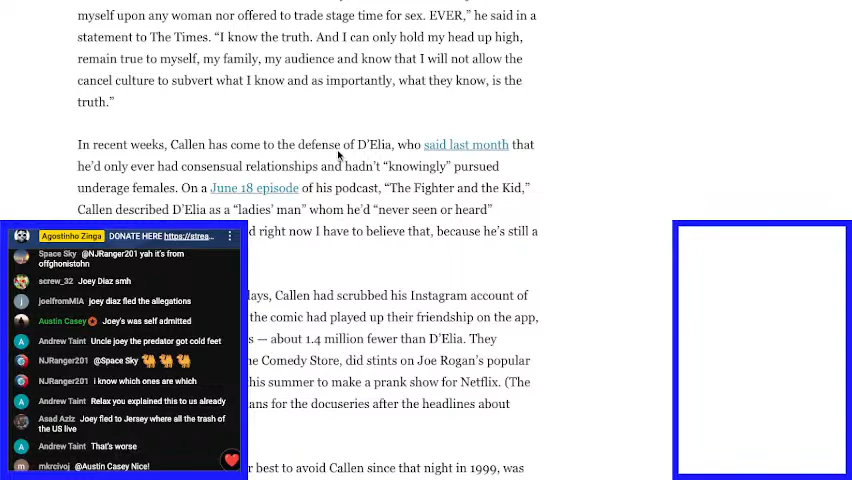 myself upon any woman nor offered to trade stage time for sex. EVER,” he said in a
statement to The Times. “I know the truth. And I can only hold my head up high,
remain true to myself, my family, my audience and know that I will not allow the
cancel culture to subvert what I know and as importantly, what they know, is the
truth.”
In recent weeks, Callen has come to the defense of D’Elia, who said last month that
he’d only ever had consensual relationships and hadn’t “knowingly” pursued
underage females. On a June 18 episode of his podcast, “The Fighter and the Kid,”
Callen described D’Elia as a “ladies’ man” whom he’d “never seen or heard”
d right now I have to believe that, because he’s still a
days, Callen had scrubbed his Instagram account of
the comic had played up their friendship on the app,
s — about 1.4 million fewer than D’Elia. They
ne Comedy Store, did stints on Joe Rogan’s popular
his summer to make a prank show for Netflix. (The
ans for the docuseries after the headlines about
r best to avoid Callen since that night in 1999, was
Agostinho Zinga DONATE HERE https://strea...
Space Sky @NJRanger201 yah it's from
offghonistohn
screw_32 Joey Diaz smh
joelfromMIA joey diaz fled the allegations
Austin Casey Joey's was self admitted
A Andrew Taint Uncle joey the predator got cold feet
NJRanger201 @Space Sky
NJRanger201 i know which ones are which
A Andrew Taint Relax you explained this to us already
Asad Aziz Joey fled to Jersey where all the trash of
the US live
A Andrew Taint That's worse
m mkrcivoj @Austin Casey Nice!